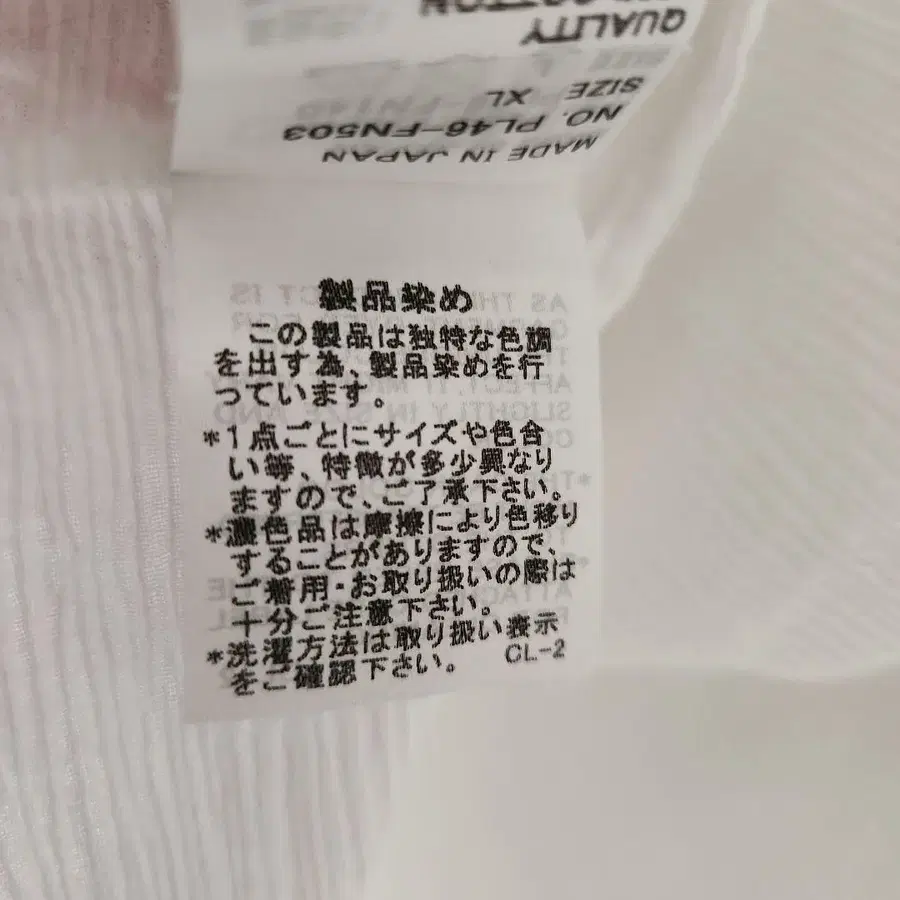 QUALITY
SIZE XL
NO. PL46-FN503
MADE IN JAPAN
製品染め
この製品は独特な色調
を出す為、製品染めを行
っています。
*1点ごとにサイズや色合
い等、特徴が多少異なり
ますので、ご了承下さい。
*濃色品は摩擦により色移り
することがありますので、
ご着用・お取り扱いの際は
十分ご注意下さい。
*洗濯方法は取り扱い表示
をご確認下さい。 CL-2